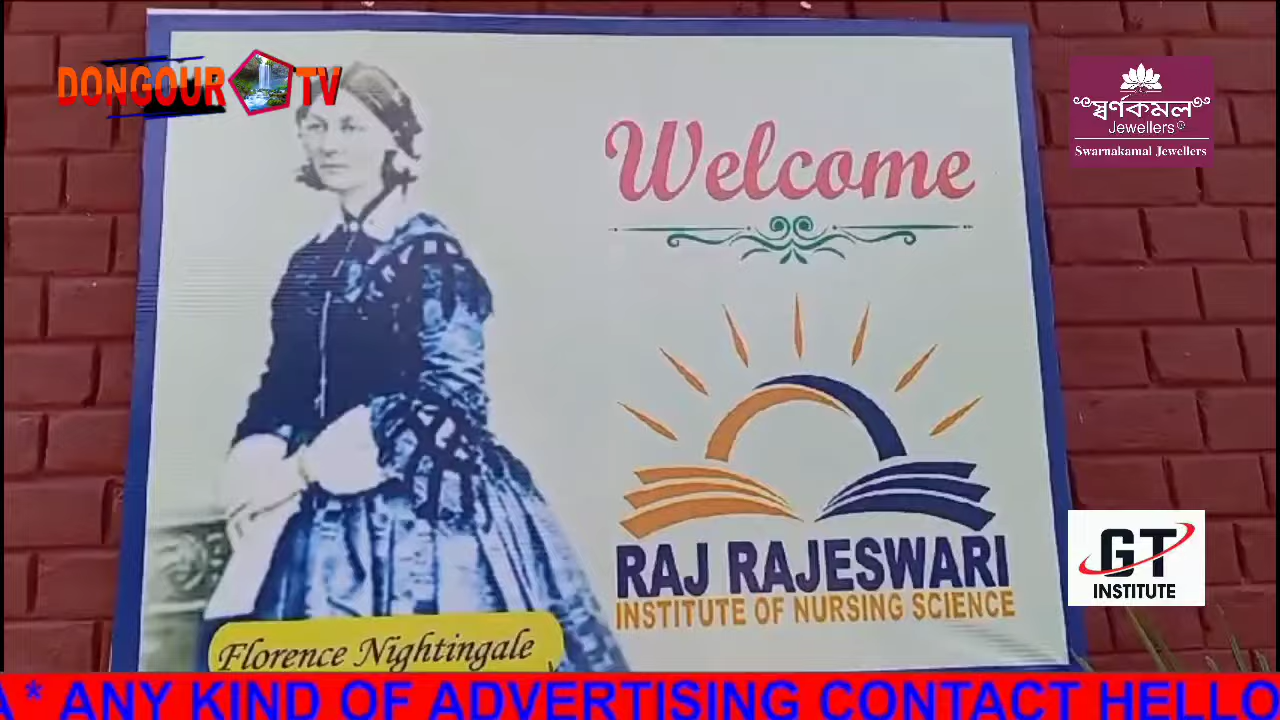 DONGOUR TV
Welcome
স্বর্ণকমল
Jewellers
Swarnakamal Jewellers
RAJ RAJESWARI
INSTITUTE OF NURSING SCIENCE
GT
INSTITUTE
Florence Nightingale
A * ANY KIND OF ADVERTISING CONTACT HELLO